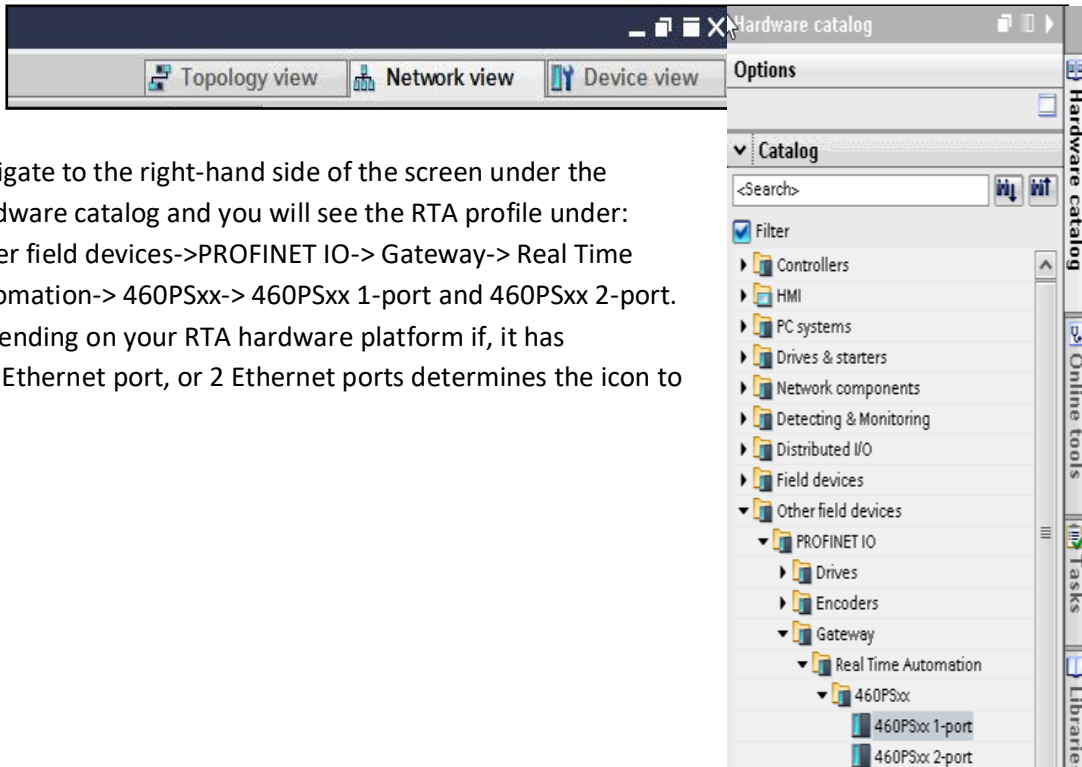 Topology view Network view Device view
igate to the right-hand side of the screen under the
dware catalog and you will see the RTA profile under:
er field devices->PROFINET IO-> Gateway-> Real Time
omation-> 460PSxx-> 460PSxx 1-port and 460PSxx 2-port.
ending on your RTA hardware platform if, it has
Ethernet port, or 2 Ethernet ports determines the icon to
Hardware catalog
Options
Catalog
<Search>
Filter
Controllers
HMI
PC systems
Drives & starters
Network components
Detecting & Monitoring
Distributed I/O
Field devices
Other field devices
PROFINET IO
Drives
Encoders
Gateway
Real Time Automation
460PSxx
460PSxx 1-port
460PSxx 2-port
Hardware catalog
Online tools
Tasks
Librarie